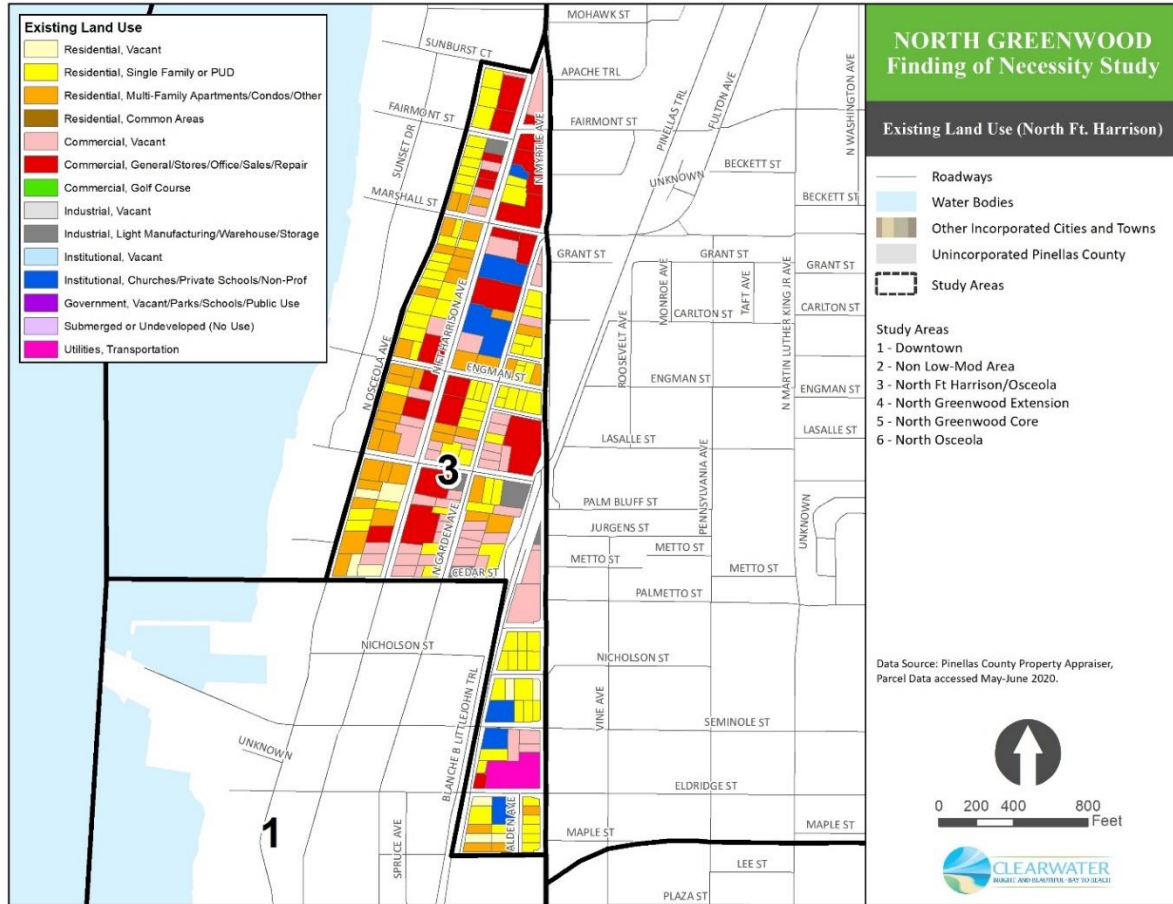 Existing Land Use
Residential, Vacant
Residential, Single Family or PUD
Residential, Multi-Family Apartments/Condos/Other
Residential, Common Areas
Commercial, Vacant
Commercial, General/Stores/Office/Sales/Repair
Commercial, Golf Course
Industrial, Vacant
Industrial, Light Manufacturing/Warehouse/Storage
Institutional, Vacant
Institutional, Churches/Private Schools/Non-Prof
Government, Vacant/Parks/Schools/Public Use
Submerged or Undeveloped (No Use)
Utilities, Transportation
MOHAWK ST
SUNBURST CT
APACHE TRL
FAIRMONT ST
SUNSET DR
MARSHALL ST
N MYRTLE AVE
FAIRMONT ST
PINELLAS TRL
FULTON AVE
N WASHINGTON AVE
UNKNOWN
BECKETT ST
BECKETT ST
GRANT ST
GRANT ST
GRANT ST
MONROE AVE
TAFT AVE
CARLTON ST
CARLTON ST
N FT HARRISON AVE
N OSCEOLA AVE
ENGMAN ST
ROOSEVELT AVE
ENGMAN ST
N MARTIN LUTHER KING JR AVE
ENGMAN ST
LASALLE ST
LASALLE ST
3
PENNSYLVANIA AVE
PALM BLUFF ST
JURGENS ST
UNKNOWN
N GARDEN AVE
CEDAR ST
METTO ST
METTO ST
METTO ST
PALMETTO ST
NICHOLSON ST
NICHOLSON ST
BLANCHE B LITTLEJOHN TRL
VINE AVE
SEMINOLE ST
UNKNOWN
ELDRIDGE ST
1
SPRUCE AVE
ALDEN AVE
MAPLE ST
MAPLE ST
LEE ST
PLAZA ST
NORTH GREENWOOD
Finding of Necessity Study
Existing Land Use (North Ft. Harrison)
Roadways
Water Bodies
Other Incorporated Cities and Towns
Unincorporated Pinellas County
Study Areas
Study Areas
1 - Downtown
2 - Non Low-Mod Area
3 - North Ft Harrison/Osceola
4 - North Greenwood Extension
5 - North Greenwood Core
6 - North Osceola
Data Source: Pinellas County Property Appraiser,
Parcel Data accessed May-June 2020.
0 200 400 800
Feet
CLEARWATER
BRIGHT AND BEAUTIFUL · BAY TO BEACH